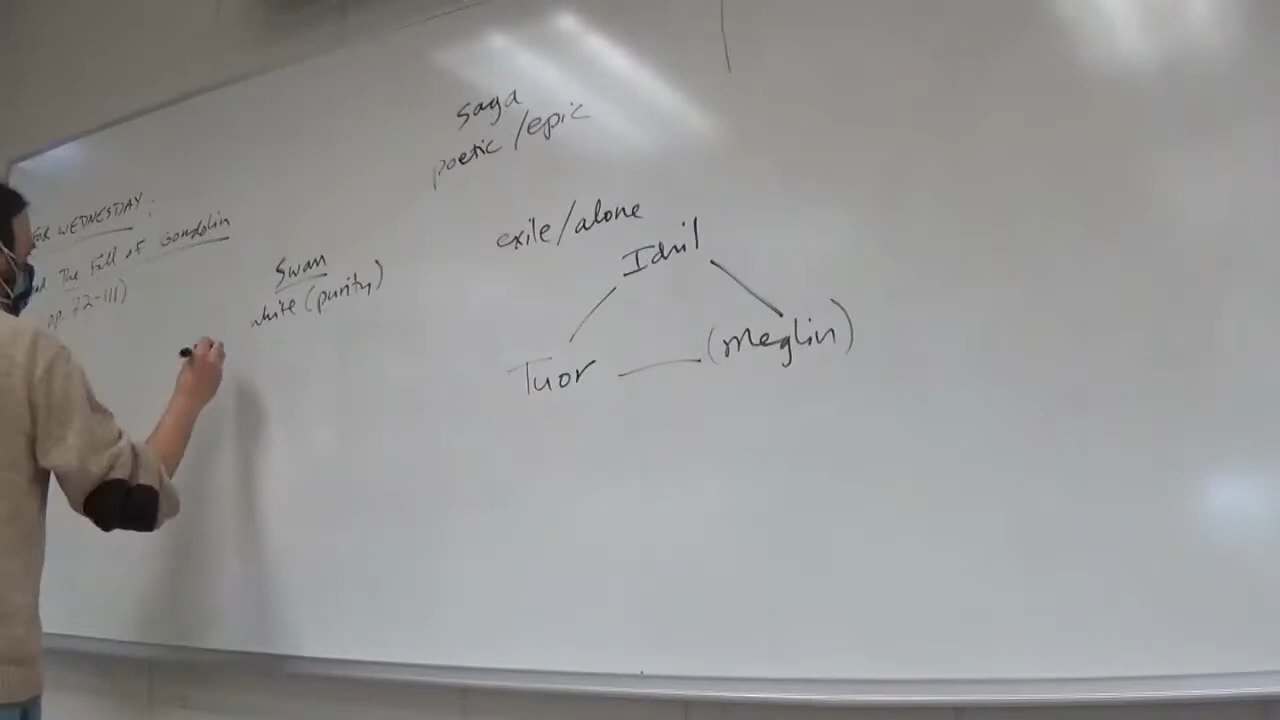 FOR WEDNESDAY:
The Fall of Gondolin
pp. 72-111)
Swan
white (purity)
saga
poetic/epic
exile/alone
Idril
Tuor
(Meglin)